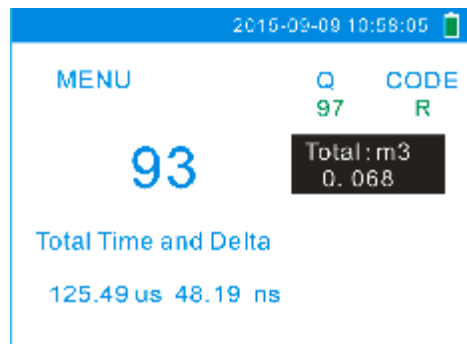 2015-09-09 10:58:05
MENU Q CODE
97 R
93
Total:m3
0.068
Total Time and Delta
125.49 us 48.19 ns